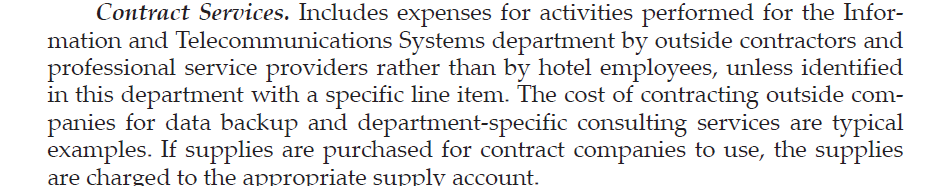 Contract Services. Includes expenses for activities performed for the Infor-
mation and Telecommunications Systems department by outside contractors and
professional service providers rather than by hotel employees, unless identified
in this department with a specific line item. The cost of contracting outside com-
panies for data backup and department-specific consulting services are typical
examples. If supplies are purchased for contract companies to use, the supplies
are charged to the appropriate supply account.